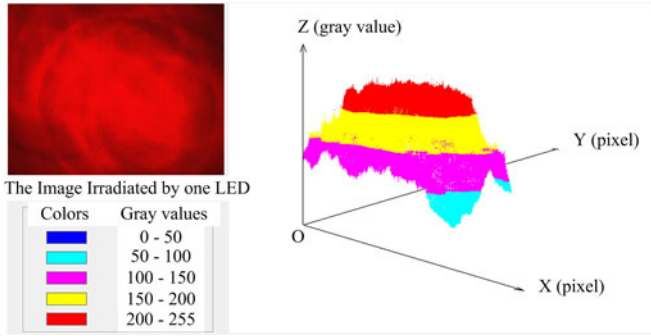 The Image Irradiated by one LED
Colors Gray values
0 - 50
50 - 100
100 - 150
150 - 200
200 - 255
Z (gray value)
Y (pixel)
O
X (pixel)